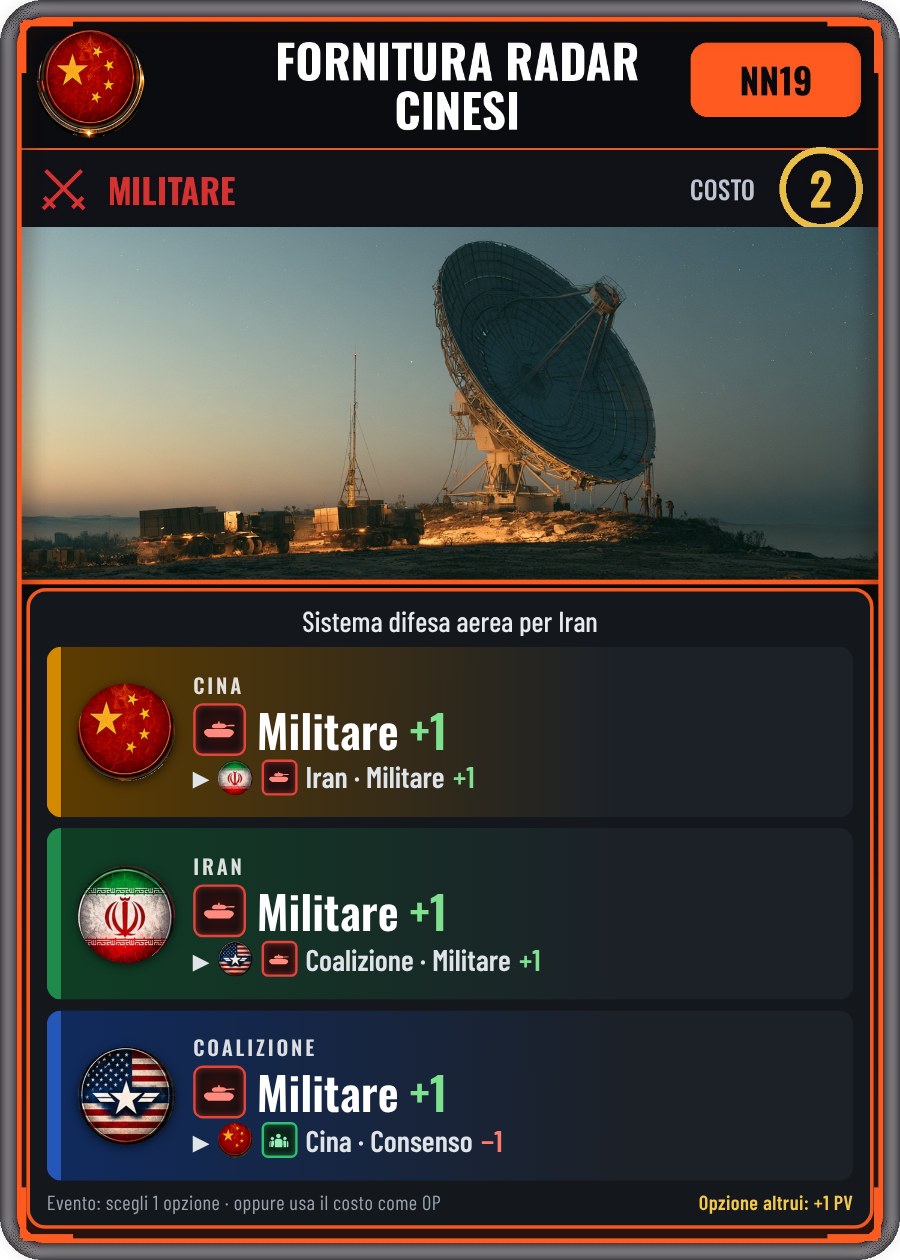 FORNITURA RADAR
CINESI
NN19
MILITARE
COSTO
2
Sistema difesa aerea per Iran
CINA
Militare +1
▶ Iran · Militare +1
IRAN
Militare +1
▶ Coalizione · Militare +1
COALIZIONE
Militare +1
▶ Cina · Consenso −1
Evento: scegli 1 opzione · oppure usa il costo come OP
Opzione altrui: +1 PV